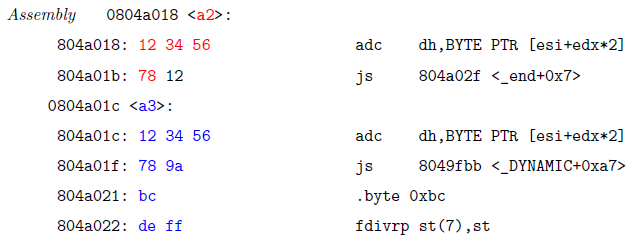 Assembly 0804a018 <a2>:
804a018: 12 34 56 adc dh,BYTE PTR [esi+edx*2]
804a01b: 78 12 js 804a02f <_end+0x7>
0804a01c <a3>:
804a01c: 12 34 56 adc dh,BYTE PTR [esi+edx*2]
804a01f: 78 9a js 8049fbb <_DYNAMIC+0xa7>
804a021: bc .byte 0xbc
804a022: de ff fdivrp st(7),st